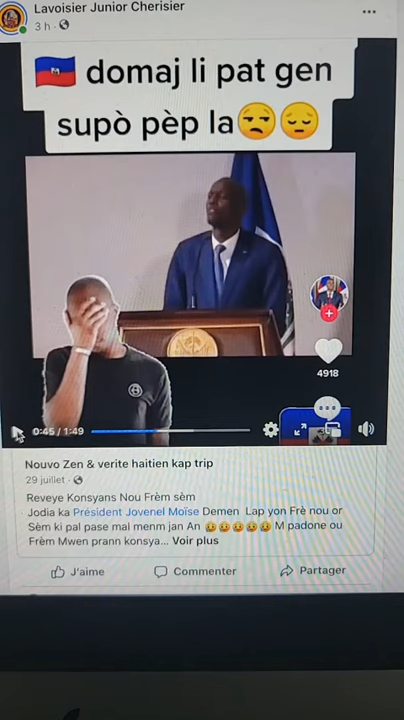 Lavoisier Junior Cherisier
3 h ·
domaj li pat gen
supò pèp la
4918
0:45 / 1:49
Nouvo Zen & verite haitien kap trip
29 juillet ·
Reveye Konsyans Nou Frèm sèm
Jodia ka Président Jovenel Moïse Demen Lap yon Frè nou or
Sèm ki pal pase mal menm jan An 😡😡😡😡😡 M padone ou
Frèm Mwen prann konsya... Voir plus
J'aime Commenter Partager